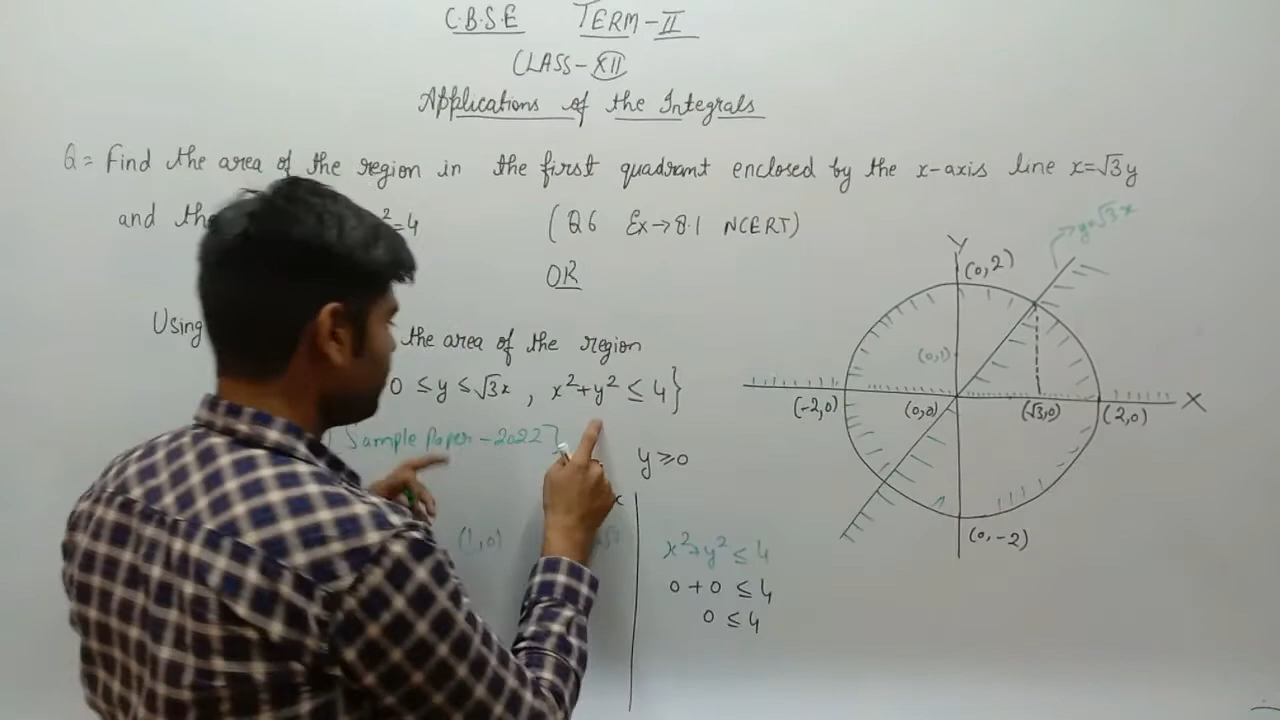 C.B.S.E TERM-II
CLASS-XII
Applications of the Integrals
Q= Find the area of the region in the first quadrant enclosed by the x-axis line x=√3y
and the ²=4 (Q6 Ex→8.1 NCERT)
OR
Using the area of the region
0 ≤ y ≤ √3x , x²+y² ≤ 4}
[Sample Paper -2022]
y ≥ 0
(1,0)
x²+y² ≤ 4
0 + 0 ≤ 4
0 ≤ 4
y=√3x
Y
(0,2)
(0,1)
(-2,0)
(0,0)
(√3,0)
(2,0)
X
(0,-2)